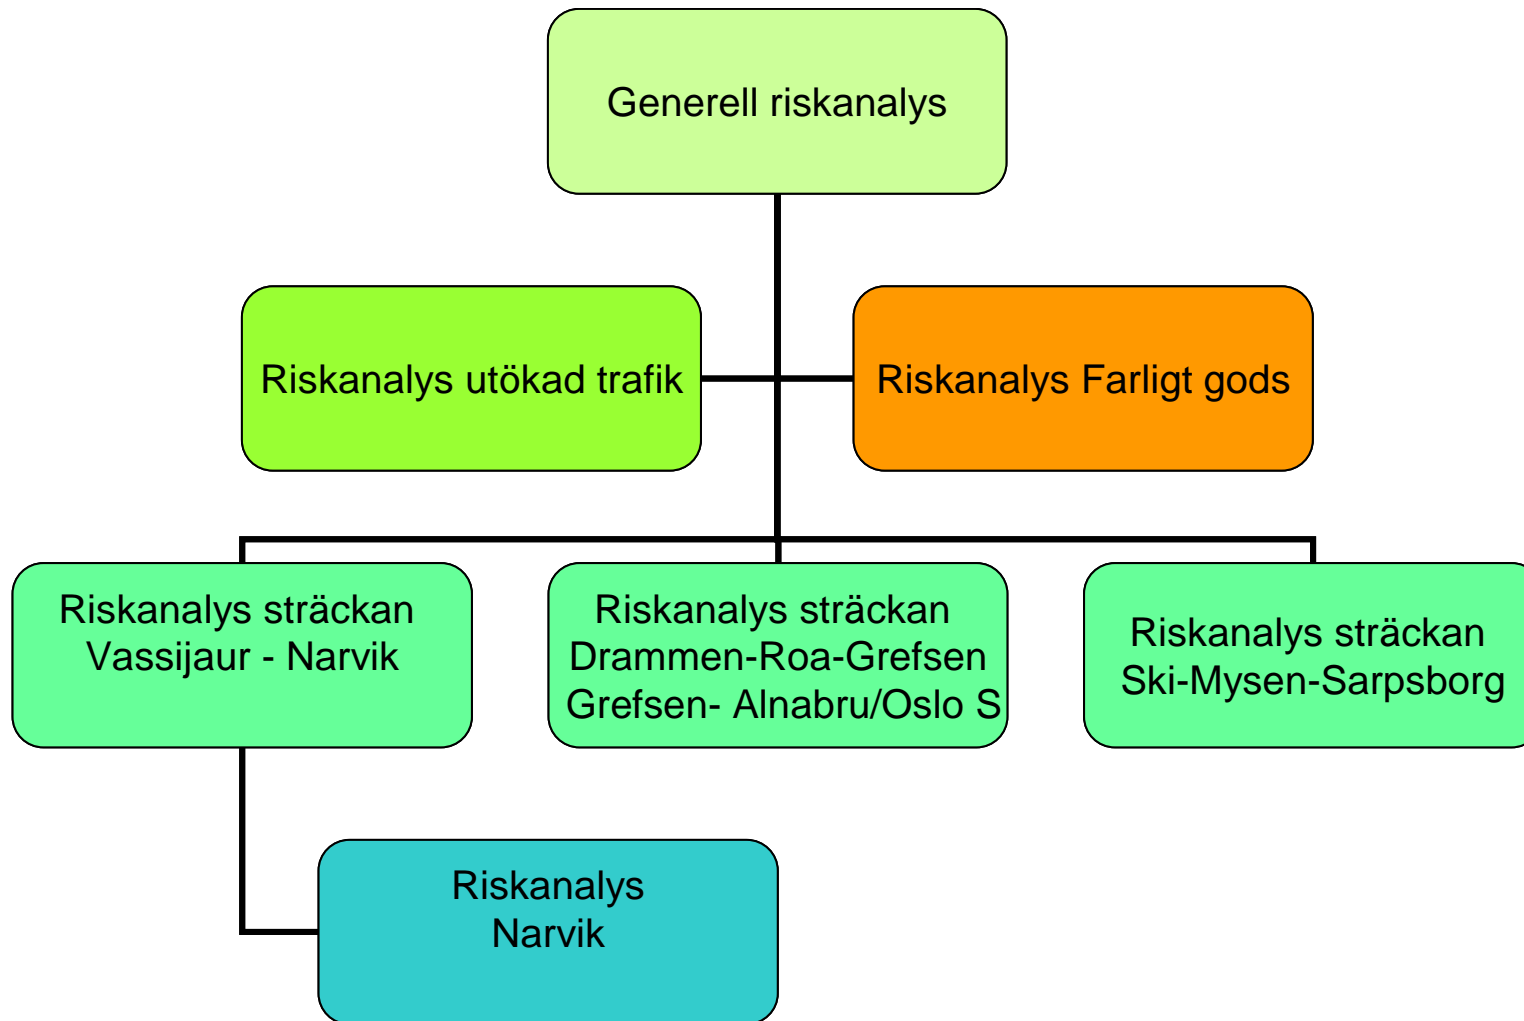 Generell riskanalys
Riskanalys utökad trafik
Riskanalys Farligt gods
Riskanalys sträckan
Vassijaur - Narvik
Riskanalys sträckan
Drammen-Roa-Grefsen
Grefsen- Alnabru/Oslo S
Riskanalys sträckan
Ski-Mysen-Sarpsborg
Riskanalys
Narvik